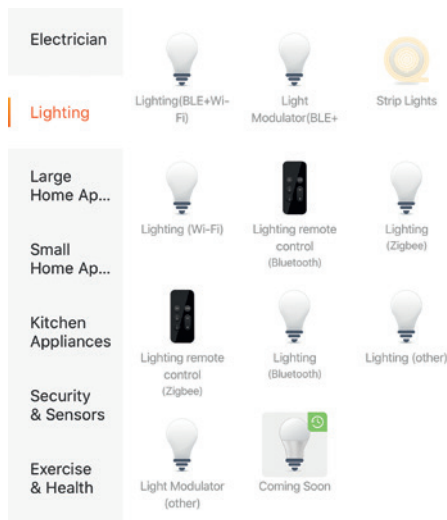 Electrician
Lighting
Large
Home Ap...
Small
Home Ap...
Kitchen
Appliances
Security
& Sensors
Exercise
& Health
Lighting(BLE+Wi-
Fi)
Light
Modulator(BLE+
Strip Lights
Lighting (Wi-Fi)
Lighting remote
control
(Bluetooth)
Lighting
(Zigbee)
Lighting remote
control
(Zigbee)
Lighting
(Bluetooth)
Lighting (other)
Light Modulator
(other)
Coming Soon